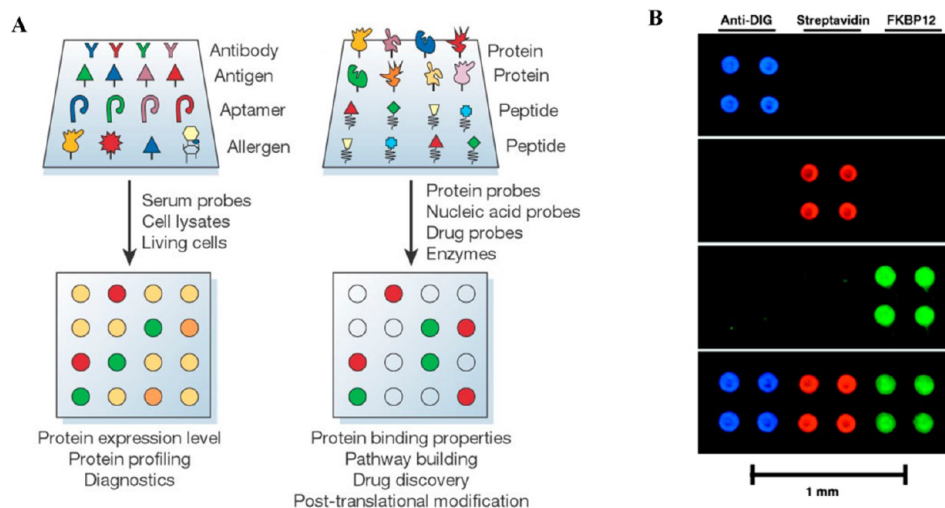 A
Antibody
Antigen
Aptamer
Allergen
Serum probes
Cell lysates
Living cells
Protein expression level
Protein profiling
Diagnostics
Protein
Protein
Peptide
Peptide
Protein probes
Nucleic acid probes
Drug probes
Enzymes
Protein binding properties
Pathway building
Drug discovery
Post-translational modification
B
Anti-DIG Streptavidin FKBP12
1 mm